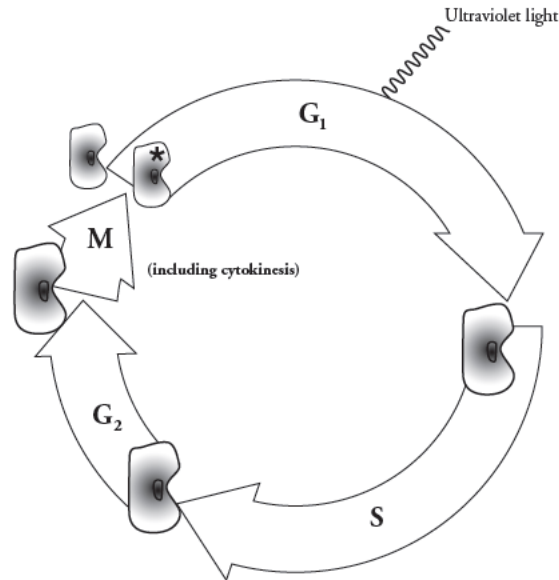 Ultraviolet light
G₁
*
M
(including cytokinesis)
G₂
S